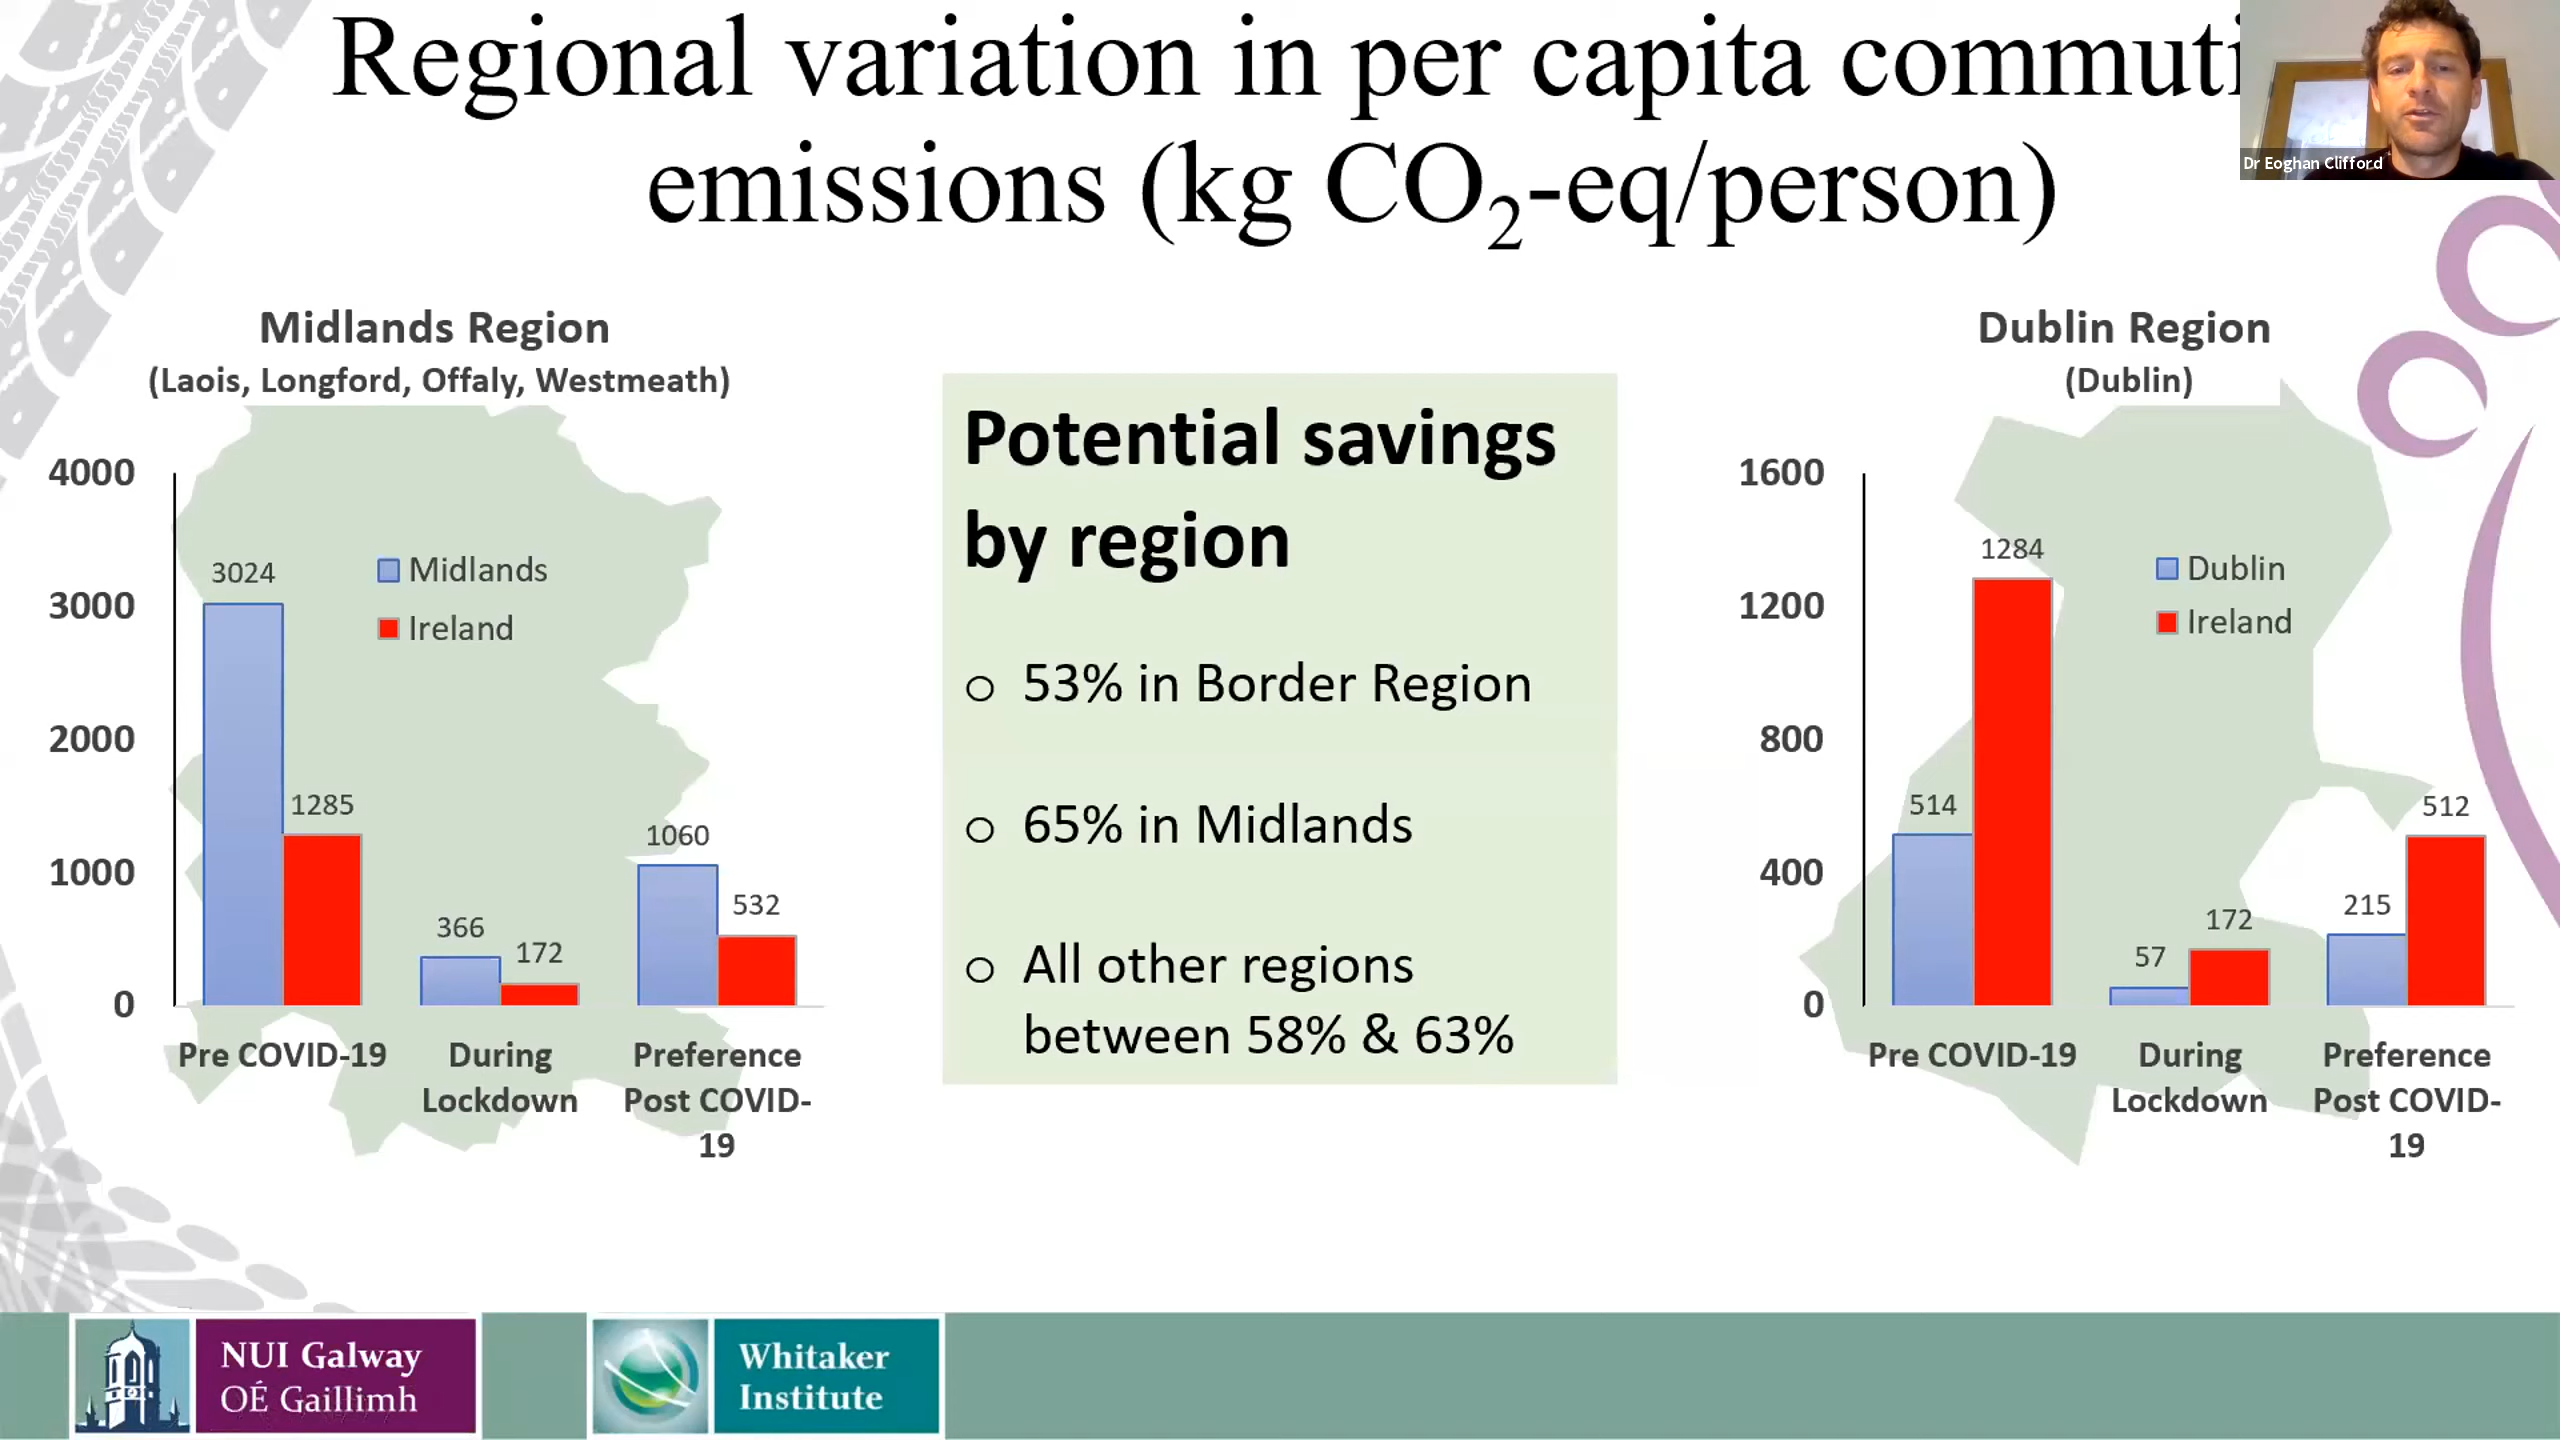 Regional variation in per capita commuti
emissions (kg CO₂-eq/person)
Dr Eoghan Clifford
Midlands Region
(Laois, Longford, Offaly, Westmeath)
4000
3000
2000
1000
0
3024
1285
366
172
1060
532
Midlands
Ireland
Pre COVID-19
During
Lockdown
Preference
Post COVID-
19
Potential savings
by region
o 53% in Border Region
o 65% in Midlands
o All other regions
between 58% & 63%
Dublin Region
(Dublin)
1600
1200
800
400
0
514
1284
57
172
215
512
Dublin
Ireland
Pre COVID-19
During
Lockdown
Preference
Post COVID-
19
NUI Galway
OÉ Gaillimh
Whitaker
Institute